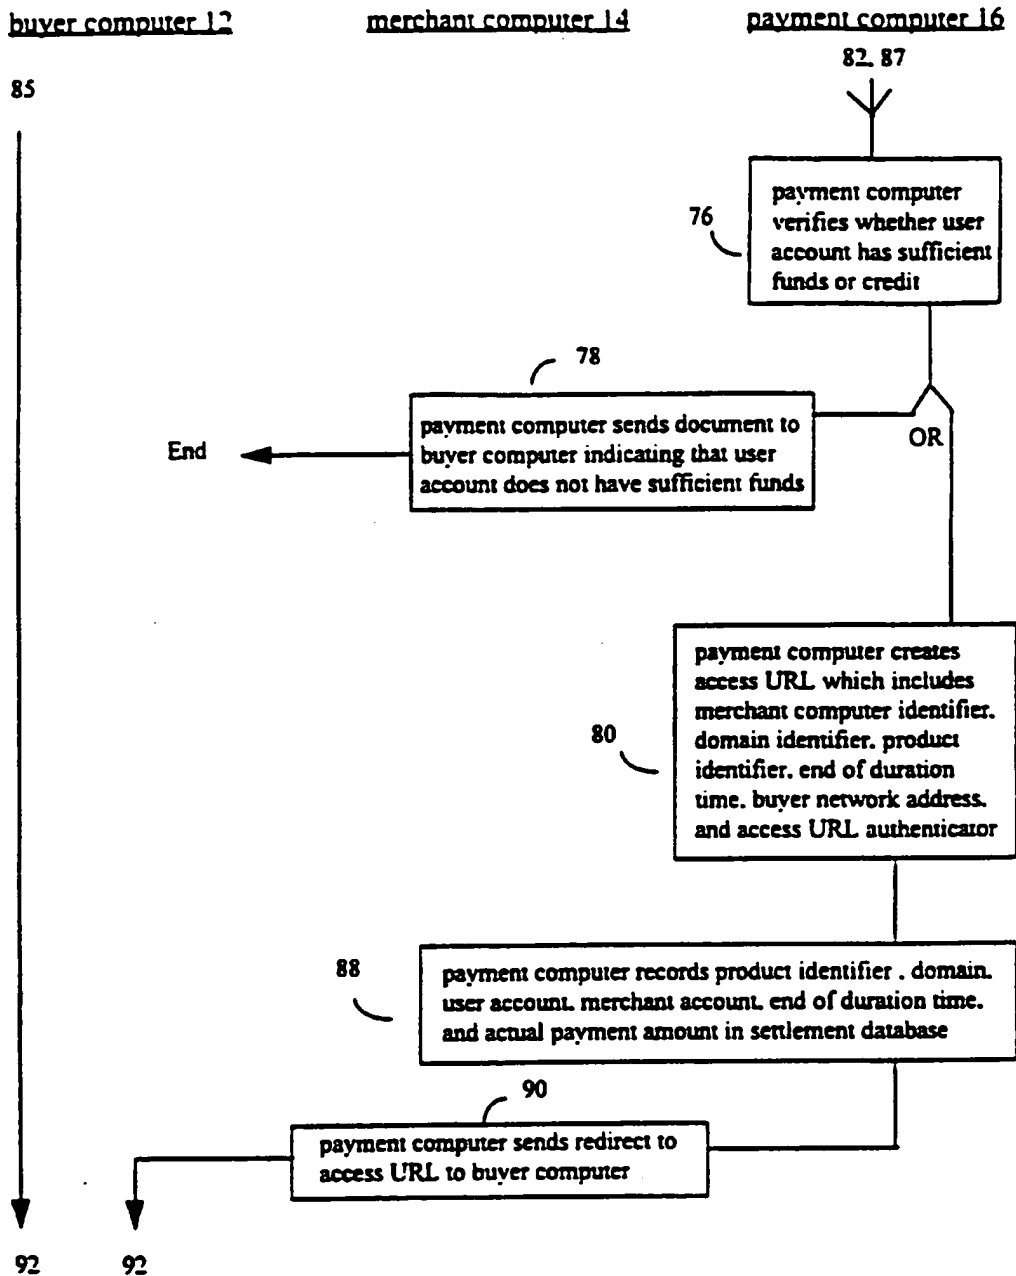 buyer computer 12
merchant computer 14
payment computer 16
82, 87
85
payment computer
verifies whether user
account has sufficient
funds or credit
76
78
payment computer sends document to
buyer computer indicating that user
account does not have sufficient funds
End
OR
payment computer creates
access URL which includes
merchant computer identifier,
domain identifier, product
identifier, end of duration
time, buyer network address,
and access URL authenticator
80
88
payment computer records product identifier , domain,
user account, merchant account, end of duration time,
and actual payment amount in settlement database
90
payment computer sends redirect to
access URL to buyer computer
92
92